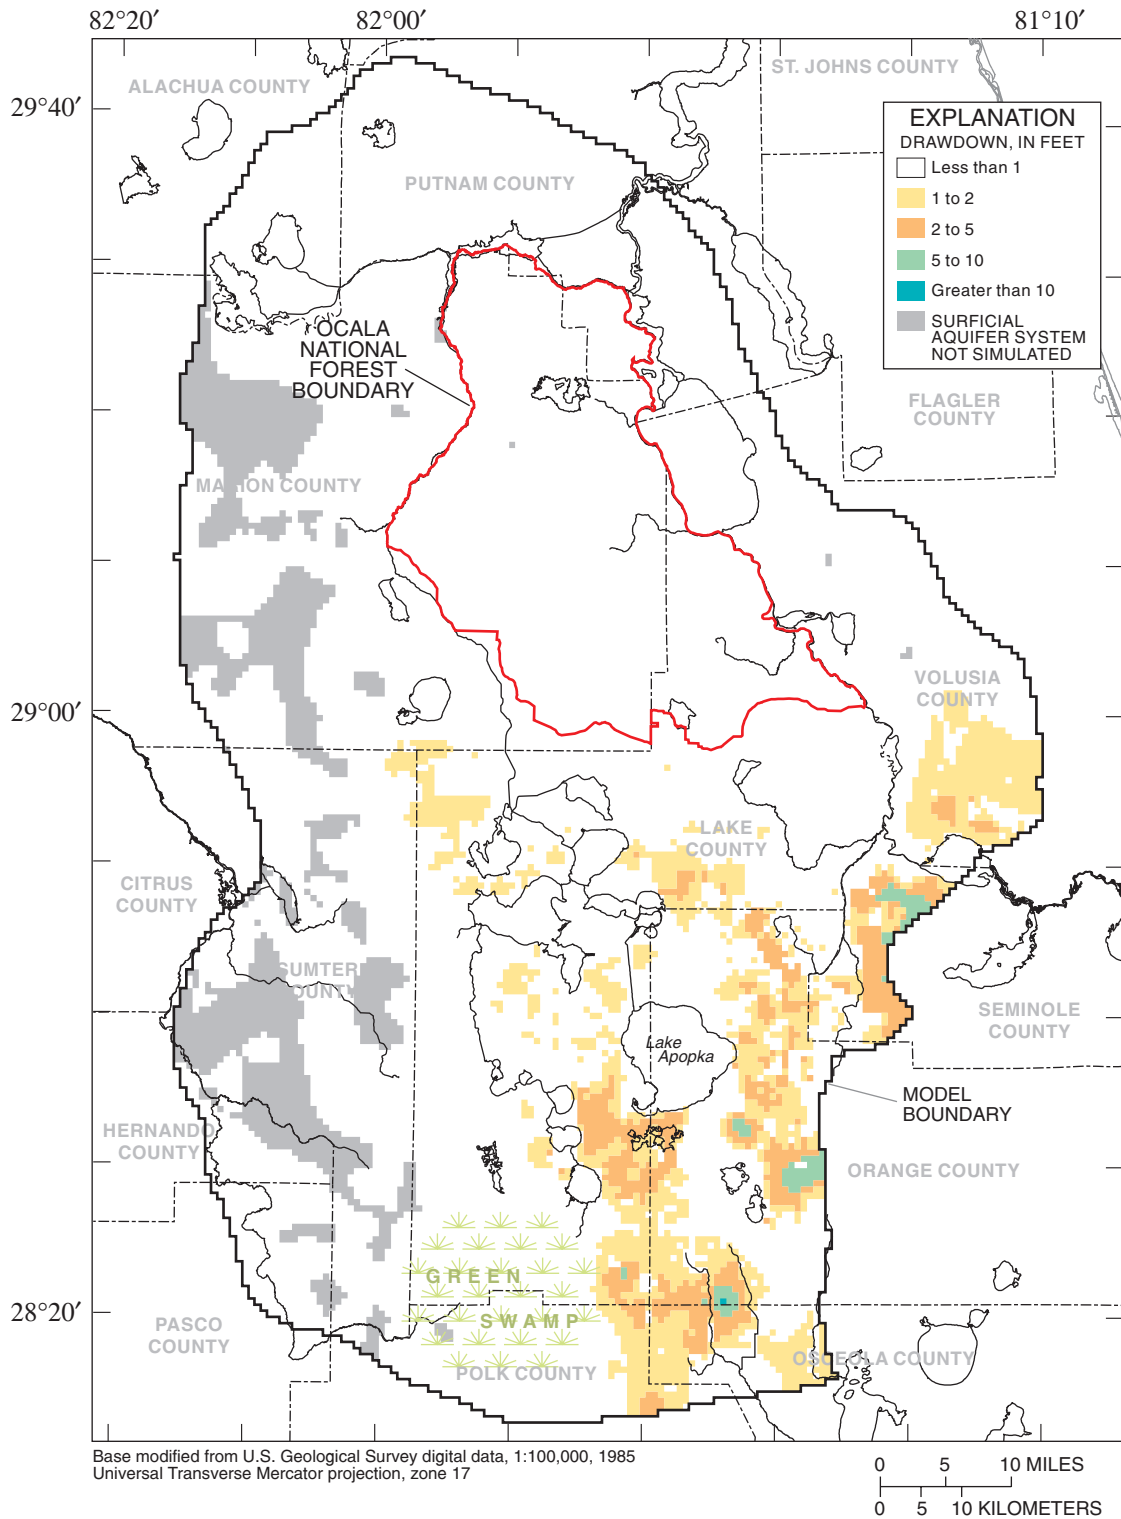 82°20′
82°00′
81°10′
29°40′
29°00′
28°20′
ALACHUA COUNTY
ST. JOHNS COUNTY
PUTNAM COUNTY
EXPLANATION
DRAWDOWN, IN FEET
Less than 1
1 to 2
2 to 5
5 to 10
Greater than 10
SURFICIAL
AQUIFER SYSTEM
NOT SIMULATED
OCALA
NATIONAL
FOREST
BOUNDARY
FLAGLER
COUNTY
MARION COUNTY
VOLUSIA
COUNTY
LAKE
COUNTY
CITRUS
COUNTY
SUMTER
COUNTY
SEMINOLE
COUNTY
Lake
Apopka
MODEL
BOUNDARY
HERNANDO
COUNTY
ORANGE COUNTY
GREEN
SWAMP
PASCO
COUNTY
POLK COUNTY
OSCEOLA COUNTY
Base modified from U.S. Geological Survey digital data, 1:100,000, 1985
Universal Transverse Mercator projection, zone 17
0 5 10 MILES
0 5 10 KILOMETERS